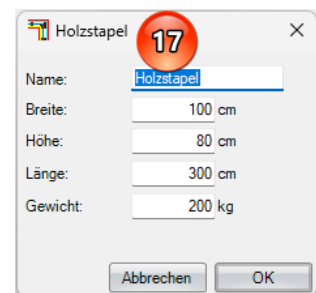 Holzstapel
17
Name: Holzstapel
Breite: 100 cm
Höhe: 80 cm
Länge: 300 cm
Gewicht: 200 kg
Abbrechen OK